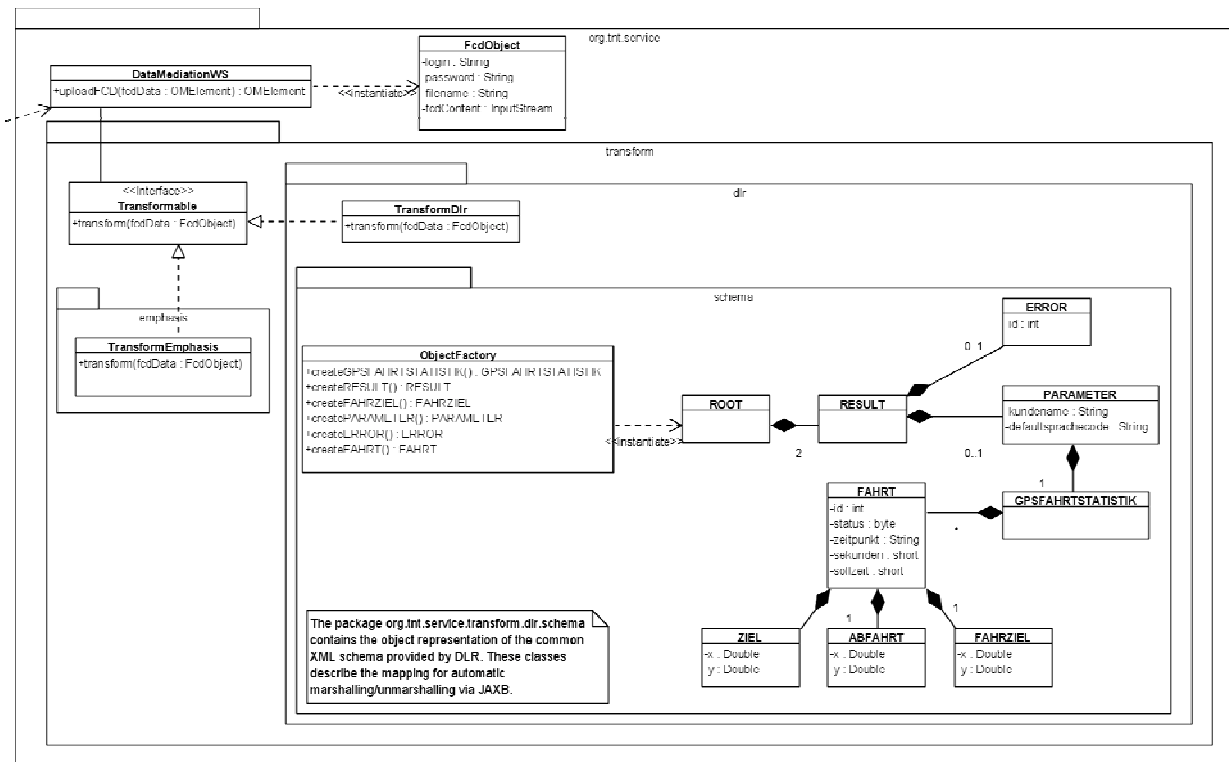 org.tnt.service
FcdObject
-login : String
-password : String
-filename : String
-fcdContent : InputStream
DataMediationWS
+uploadFCD(fcdData : OMElement) : OMElement
<<Instantiate>>
transform
<<Interface>>
Transformable
+transform(fcdData : FcdObject)
dlr
TransformDlr
+transform(fcdData : FcdObject)
emphasis
TransformEmphasis
+transform(fcdData : FcdObject)
schema
ObjectFactory
+createGPSFAHRTSTATISTIK() : GPSFAHRTSTATISTIK
+createRESULT() : RESULT
+createFAHRZIEL() : FAHRZIEL
+createPARAMETER() : PARAMETER
+createERROR() : ERROR
+createFAHRT() : FAHRT
<<Instantiate>>
ROOT
2
RESULT
0..1
ERROR
-id : int
0..1
PARAMETER
-kundename : String
-defaultsprachecode : String
1
GPSFAHRTSTATISTIK
*
FAHRT
-id : int
-status : byte
-zeitpunkt : String
-sekunden : short
-sollzeit : short
1
1
ZIEL
-x : Double
-y : Double
ABFAHRT
-x : Double
-y : Double
FAHRZIEL
-x : Double
-y : Double
The package org.tnt.service.transform.dlr.schema
contains the object representation of the common
XML schema provided by DLR. These classes
describe the mapping for automatic
marshalling/unmarshalling via JAXB.